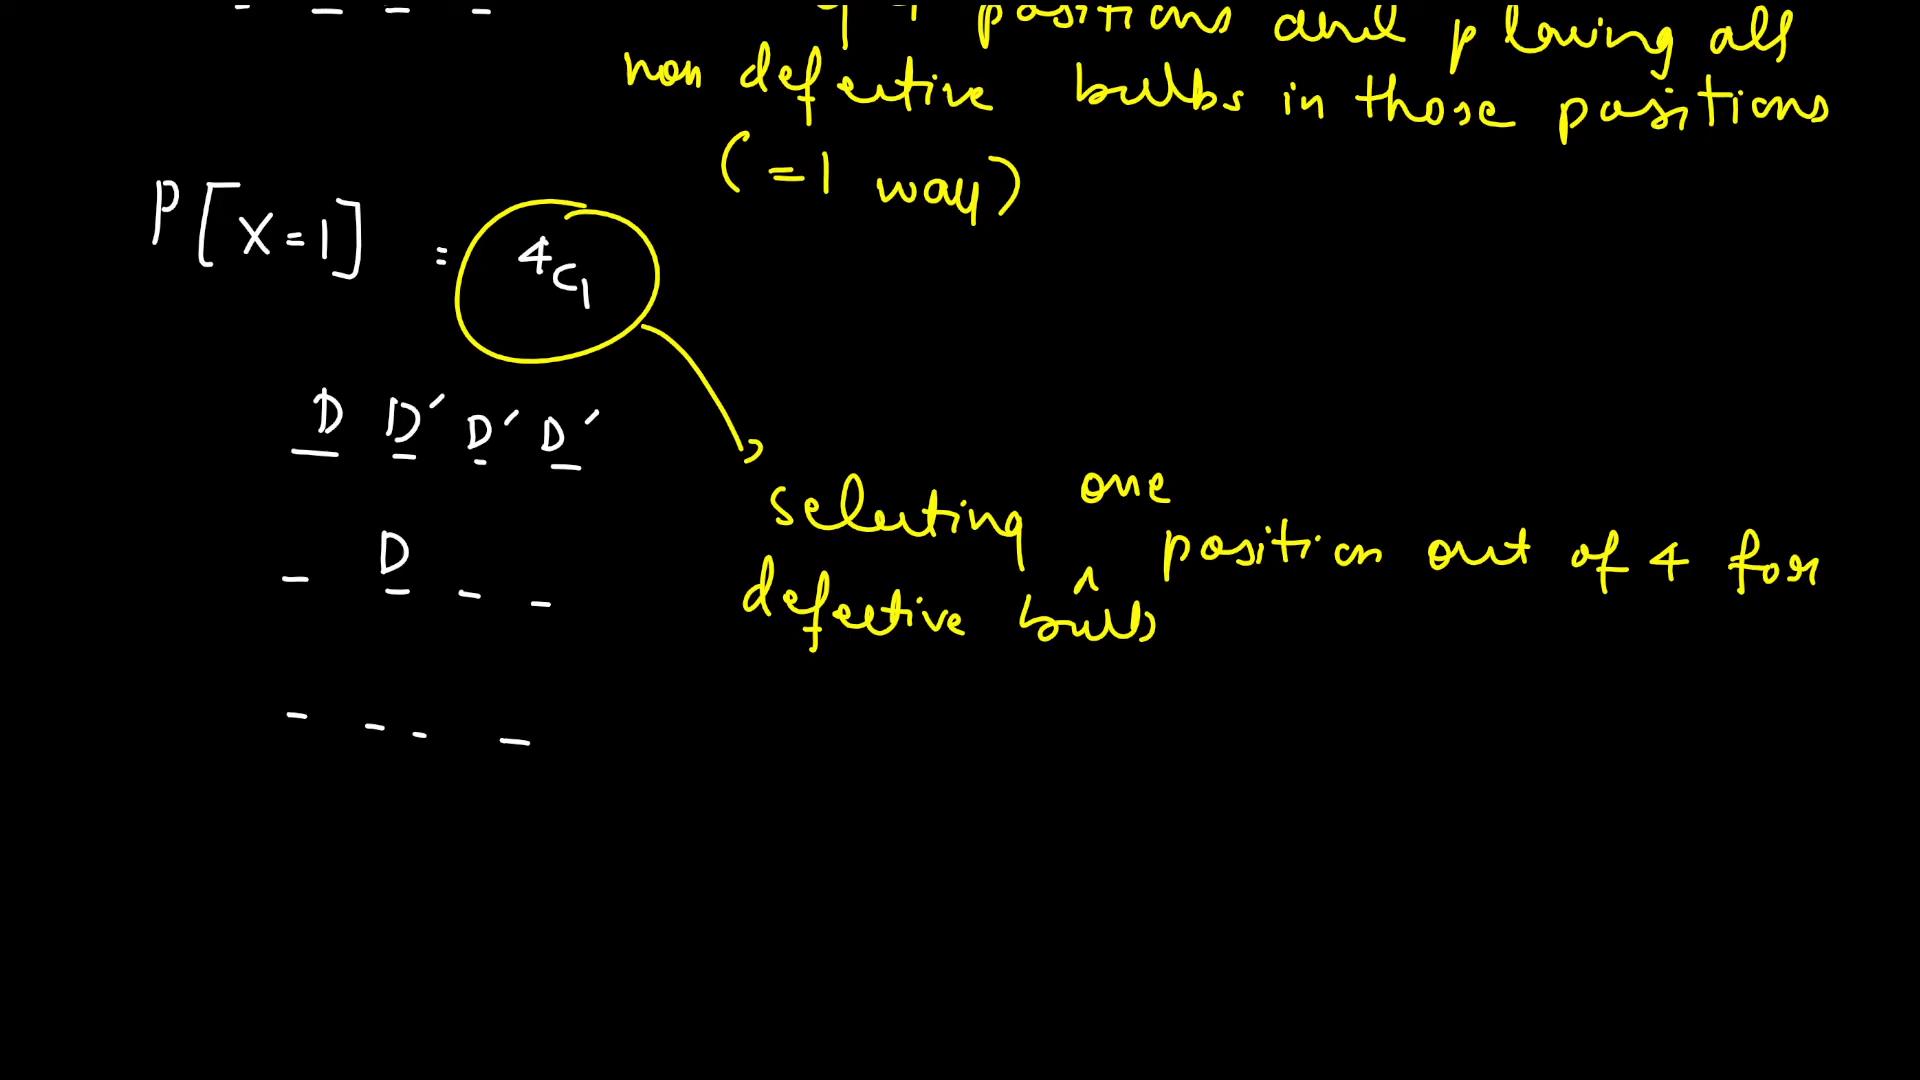 positions and placing all
non defective bulbs in those positions
(=1 way)
P[X=1] = 4C1
D D' D' D'
selecting one position out of 4 for
D
defective bulb